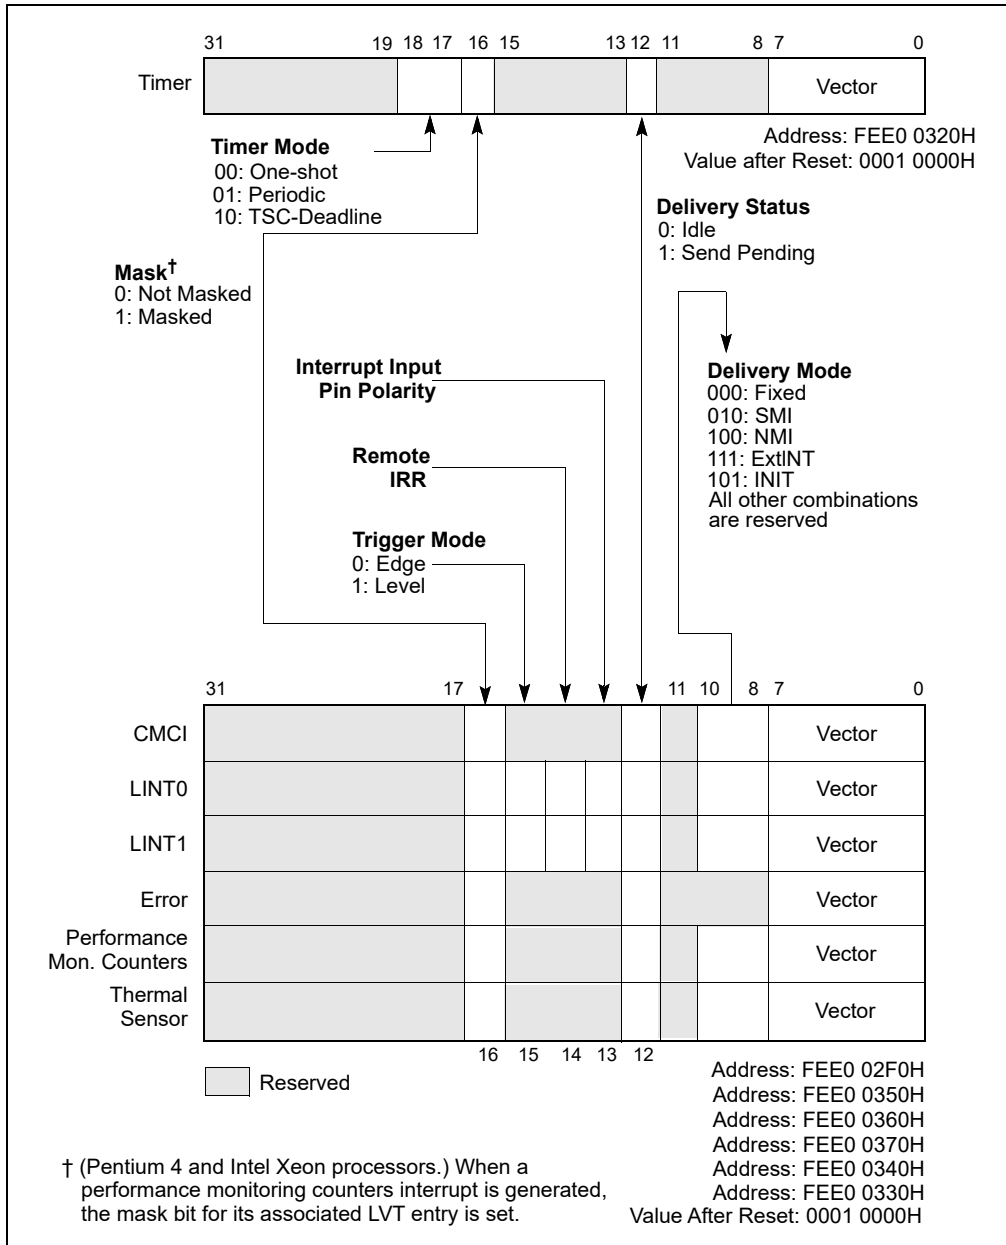 31 19 18 17 16 15 13 12 11 8 7 0
Timer Vector
Address: FEE0 0320H
Value after Reset: 0001 0000H
Timer Mode
00: One-shot
01: Periodic
10: TSC-Deadline
Delivery Status
0: Idle
1: Send Pending
Mask†
0: Not Masked
1: Masked
Interrupt Input
Pin Polarity
Delivery Mode
000: Fixed
010: SMI
100: NMI
111: ExtINT
101: INIT
All other combinations
are reserved
Remote
IRR
Trigger Mode
0: Edge
1: Level
31 17 11 10 8 7 0
CMCI Vector
LINT0 Vector
LINT1 Vector
Error Vector
Performance
Mon. Counters Vector
Thermal
Sensor Vector
16 15 14 13 12
Reserved
Address: FEE0 02F0H
Address: FEE0 0350H
Address: FEE0 0360H
Address: FEE0 0370H
Address: FEE0 0340H
Address: FEE0 0330H
Value After Reset: 0001 0000H
† (Pentium 4 and Intel Xeon processors.) When a
performance monitoring counters interrupt is generated,
the mask bit for its associated LVT entry is set.